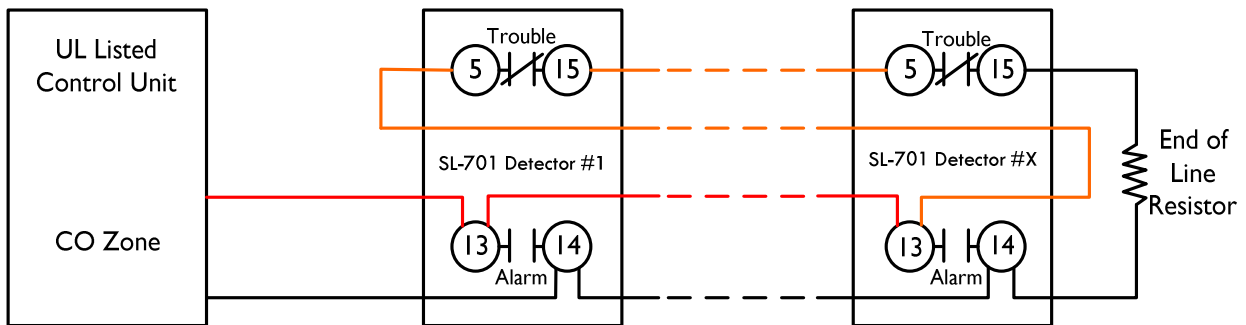 UL Listed
Control Unit
CO Zone
Trouble
5
15
SL-701 Detector #1
13
14
Alarm
Trouble
5
15
SL-701 Detector #X
13
14
Alarm
End of
Line
Resistor